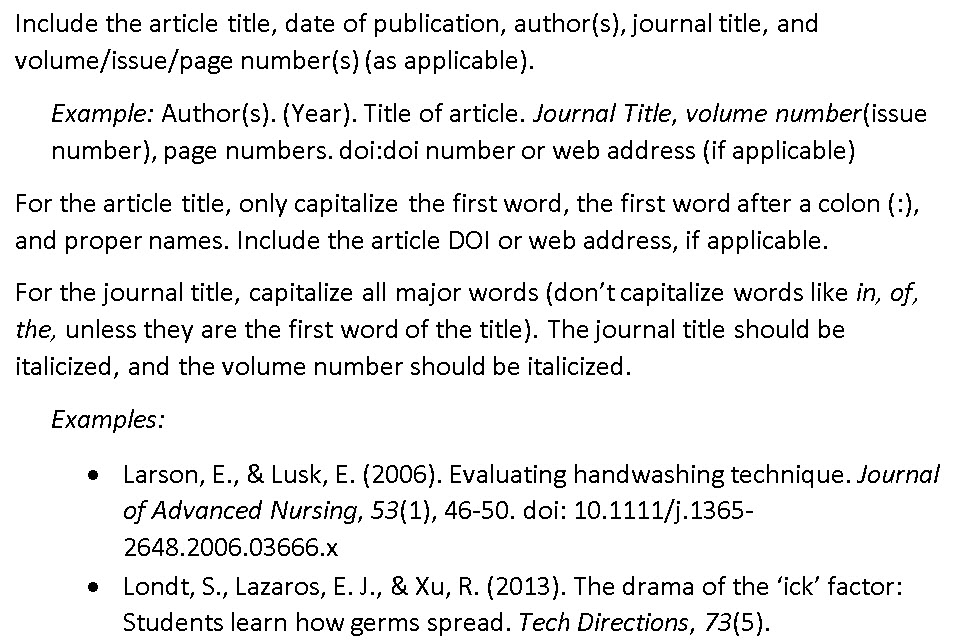 Include the article title, date of publication, author(s), journal title, and
volume/issue/page number(s) (as applicable).
Example: Author(s). (Year). Title of article. Journal Title, volume number(issue
number), page numbers. doi:doi number or web address (if applicable)
For the article title, only capitalize the first word, the first word after a colon (:),
and proper names. Include the article DOI or web address, if applicable.
For the journal title, capitalize all major words (don’t capitalize words like in, of,
the, unless they are the first word of the title). The journal title should be
italicized, and the volume number should be italicized.
Examples:
• Larson, E., & Lusk, E. (2006). Evaluating handwashing technique. Journal
of Advanced Nursing, 53(1), 46-50. doi: 10.1111/j.1365-
2648.2006.03666.x
• Londt, S., Lazaros, E. J., & Xu, R. (2013). The drama of the ‘ick’ factor:
Students learn how germs spread. Tech Directions, 73(5).